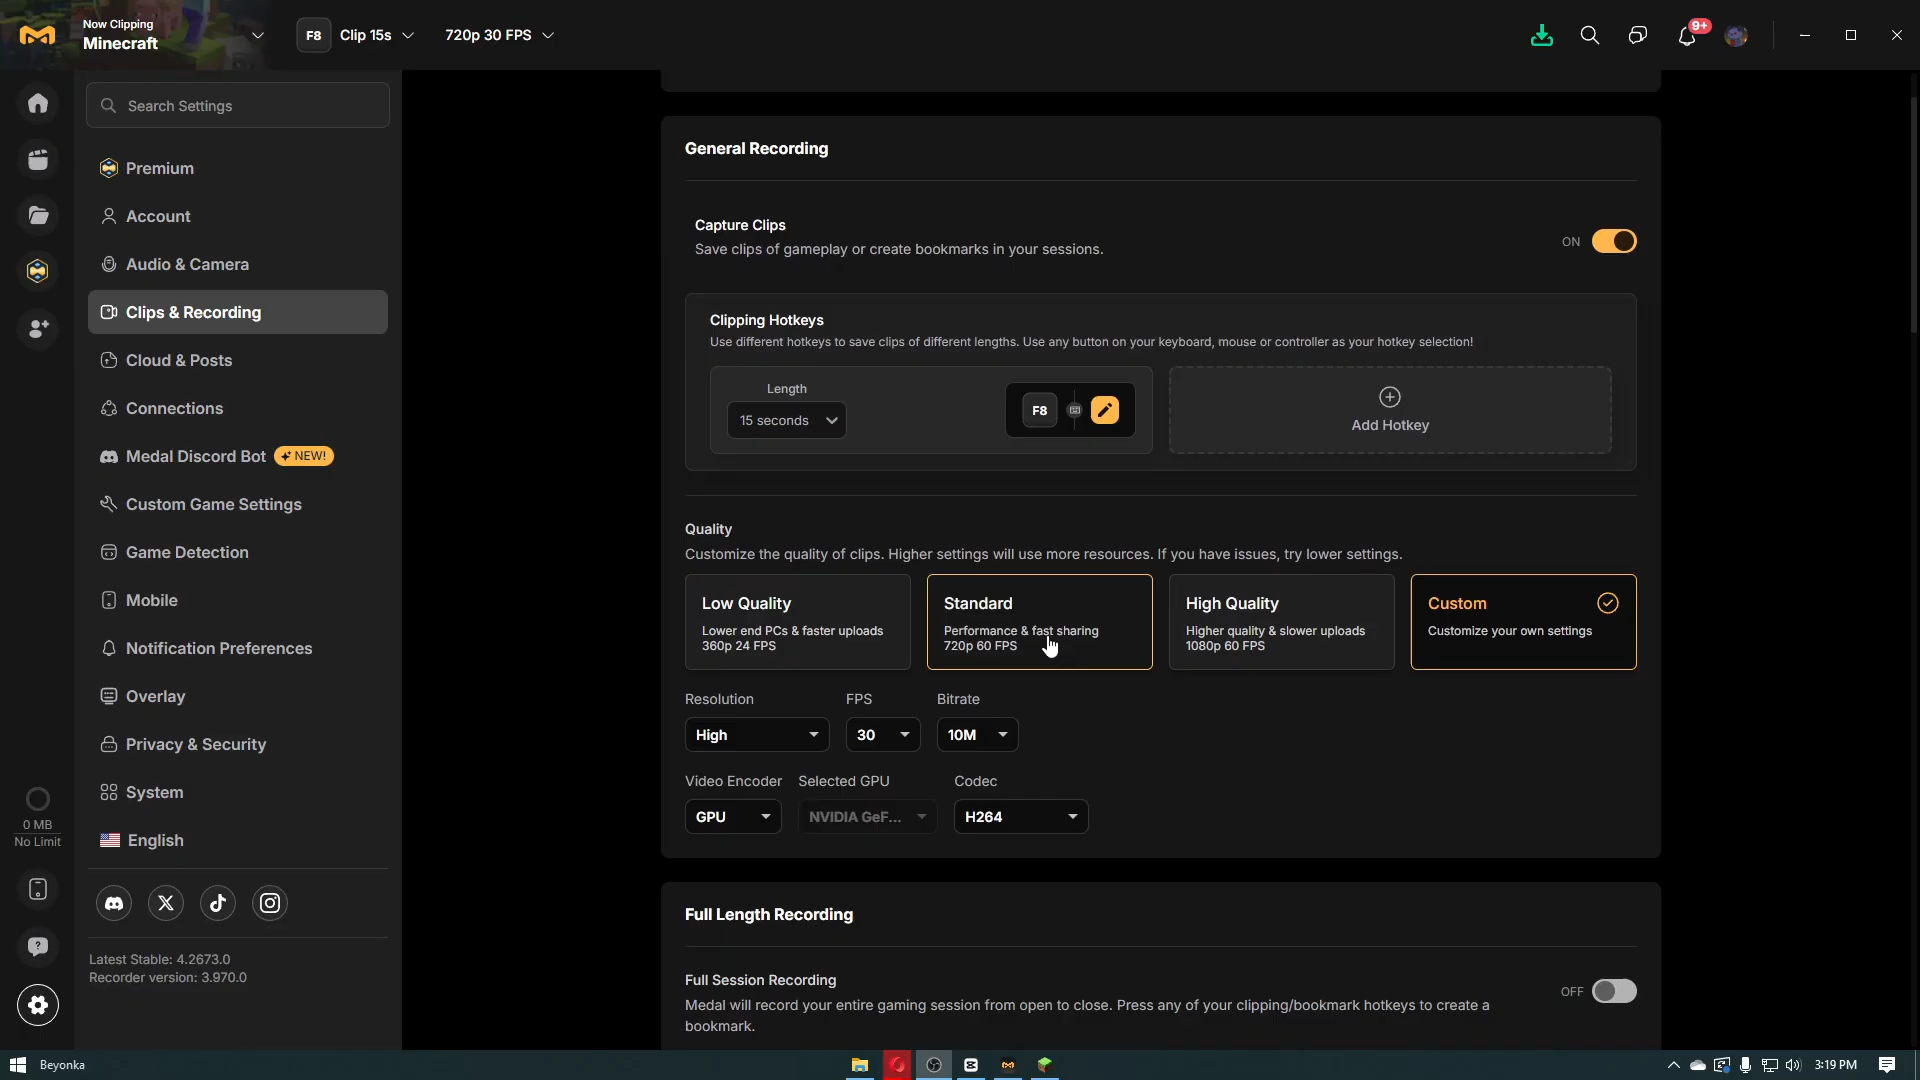 Now Clipping
Minecraft
F8
Clip 15s
720p 30 FPS
9+
Search Settings
Premium
Account
Audio & Camera
Clips & Recording
Cloud & Posts
Connections
Medal Discord Bot
NEW!
Custom Game Settings
Game Detection
Mobile
Notification Preferences
Overlay
Privacy & Security
System
English
0 MB
No Limit
Latest Stable: 4.2673.0
Recorder version: 3.970.0
General Recording
Capture Clips
Save clips of gameplay or create bookmarks in your sessions.
ON
Clipping Hotkeys
Use different hotkeys to save clips of different lengths. Use any button on your keyboard, mouse or controller as your hotkey selection!
Length
15 seconds
F8
Add Hotkey
Quality
Customize the quality of clips. Higher settings will use more resources. If you have issues, try lower settings.
Low Quality
Lower end PCs & faster uploads
360p 24 FPS
Standard
Performance & fast sharing
720p 60 FPS
High Quality
Higher quality & slower uploads
1080p 60 FPS
Custom
Customize your own settings
Resolution
FPS
Bitrate
High
30
10M
Video Encoder
Selected GPU
Codec
GPU
NVIDIA GeF...
H264
Full Length Recording
Full Session Recording
Medal will record your entire gaming session from open to close. Press any of your clipping/bookmark hotkeys to create a
bookmark.
OFF
Beyonka
3:19 PM